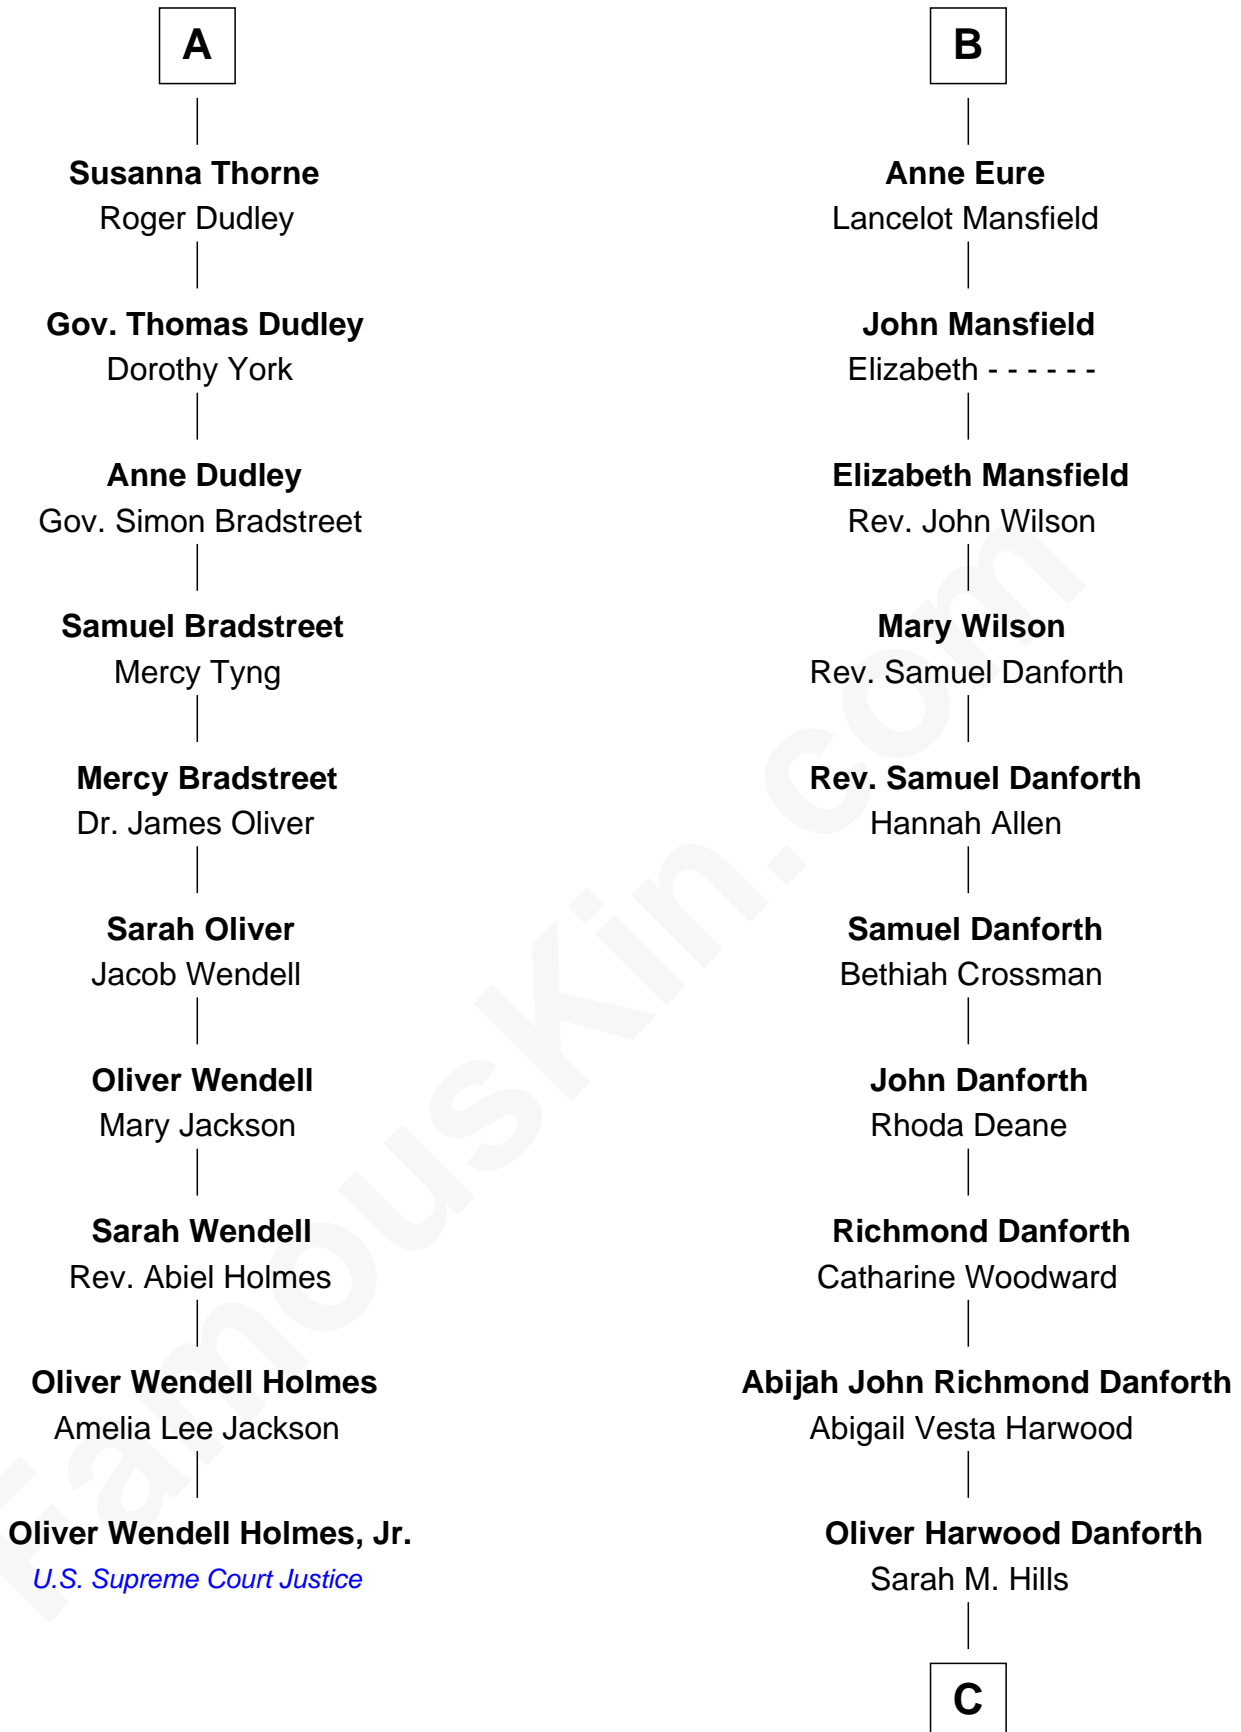 A
Susanna Thorne
Roger Dudley
Gov. Thomas Dudley
Dorothy York
Anne Dudley
Gov. Simon Bradstreet
Samuel Bradstreet
Mercy Tyng
Mercy Bradstreet
Dr. James Oliver
Sarah Oliver
Jacob Wendell
Oliver Wendell
Mary Jackson
Sarah Wendell
Rev. Abiel Holmes
Oliver Wendell Holmes
Amelia Lee Jackson
Oliver Wendell Holmes, Jr.
U.S. Supreme Court Justice
B
Anne Eure
Lancelot Mansfield
John Mansfield
Elizabeth - - - - - -
Elizabeth Mansfield
Rev. John Wilson
Mary Wilson
Rev. Samuel Danforth
Rev. Samuel Danforth
Hannah Allen
Samuel Danforth
Bethiah Crossman
John Danforth
Rhoda Deane
Richmond Danforth
Catharine Woodward
Abijah John Richmond Danforth
Abigail Vesta Harwood
Oliver Harwood Danforth
Sarah M. Hills
C
FamousKin.com